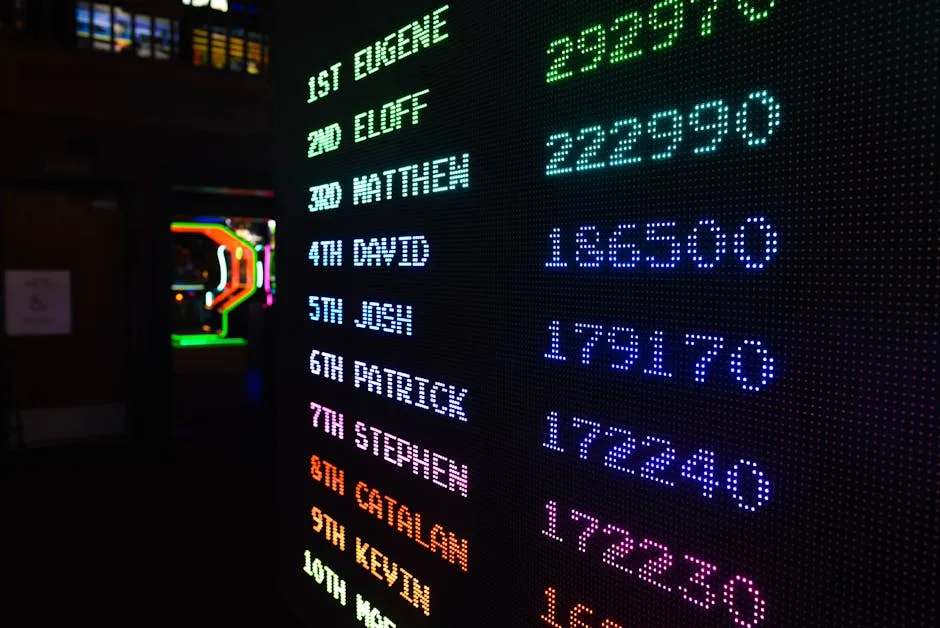 1ST EUGENE
2ND ELOFF 292970
3RD MATTHEW 222990
4TH DAVID 186500
5TH JOSH 179170
6TH PATRICK 172240
7TH STEPHEN 172230
8TH CATALAN
9TH KEVIN
10TH